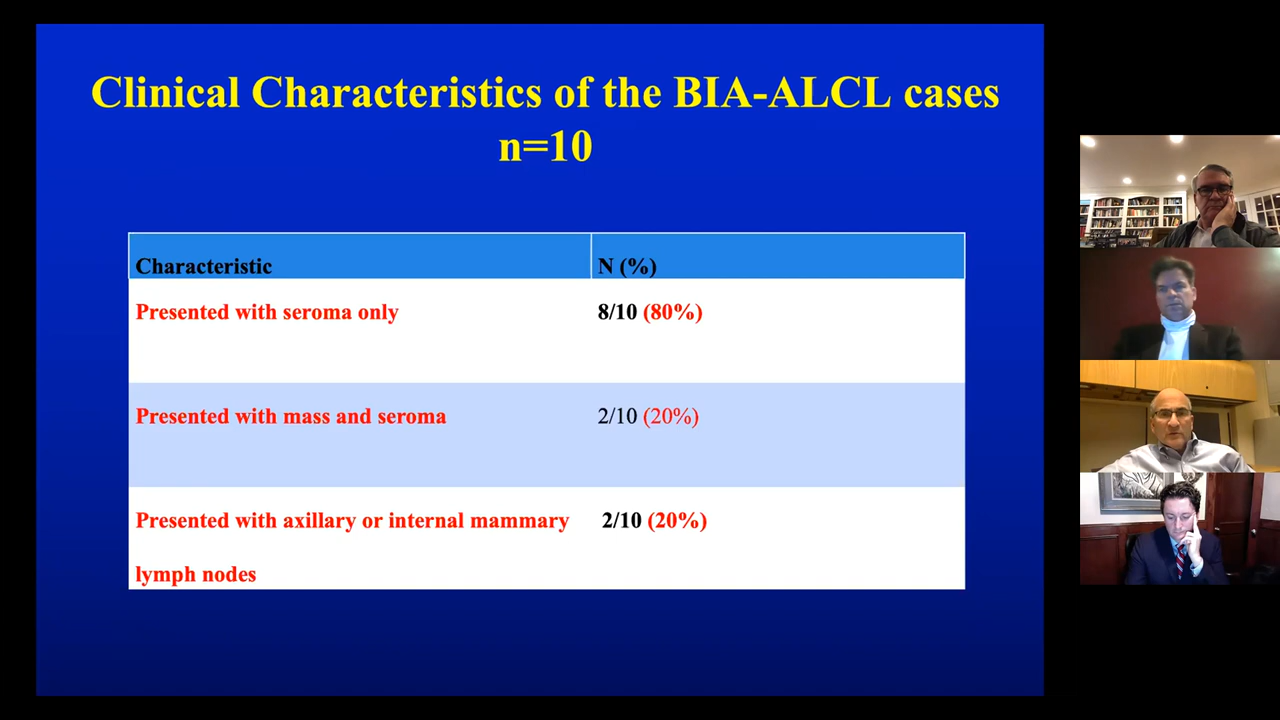 Clinical Characteristics of the BIA-ALCL cases
n=10
Characteristic N (%)
Presented with seroma only 8/10 (80%)
Presented with mass and seroma 2/10 (20%)
Presented with axillary or internal mammary 2/10 (20%)
lymph nodes